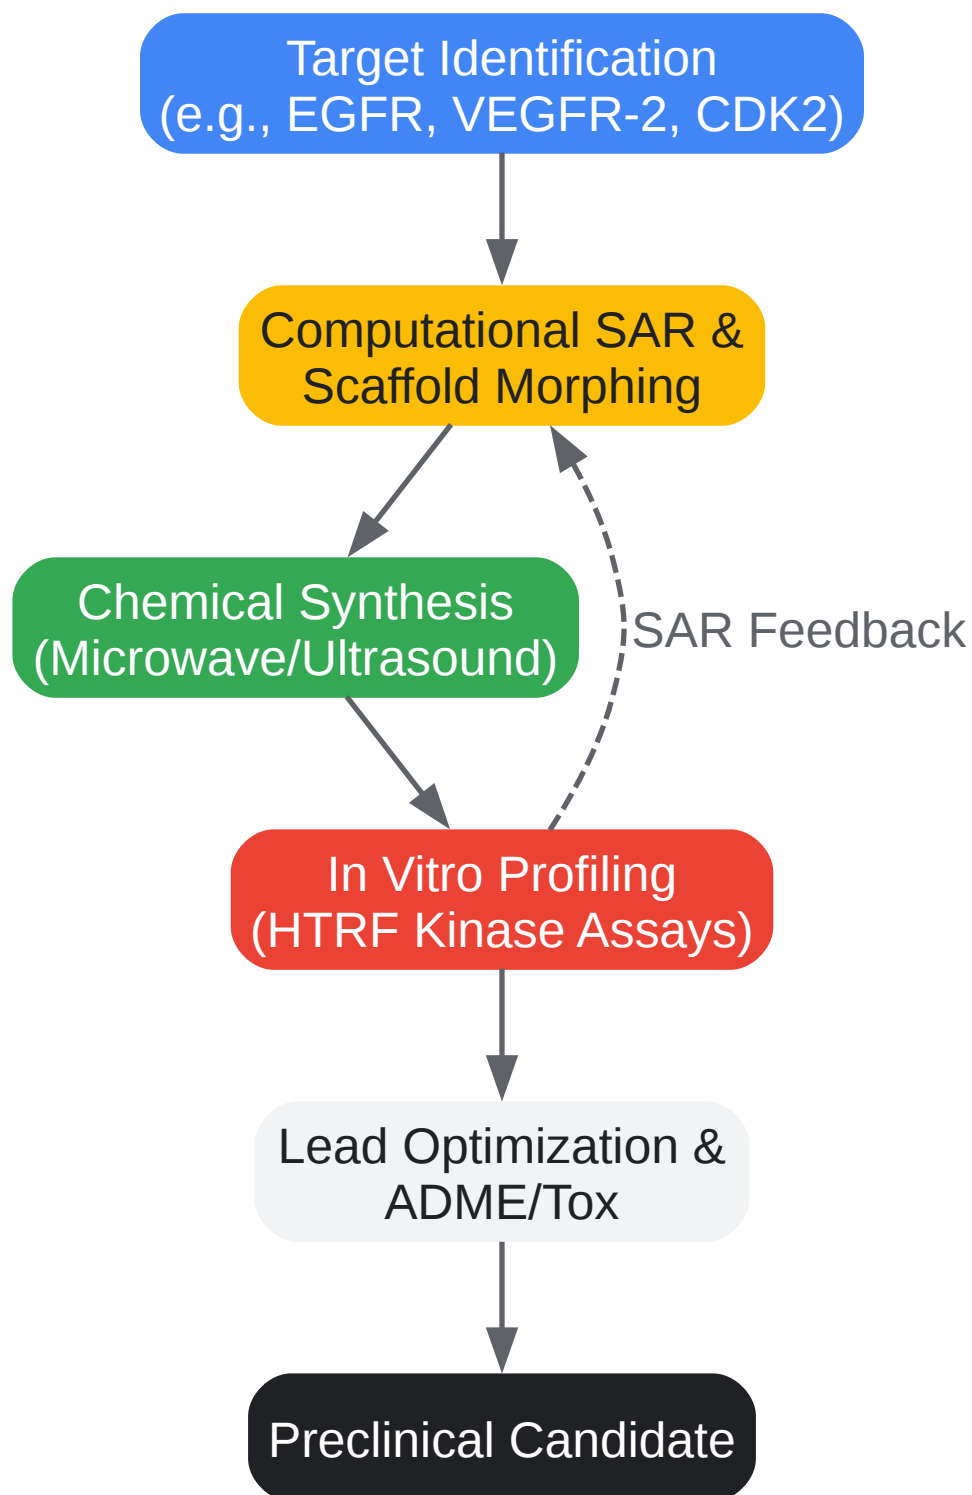 Target Identification
(e.g., EGFR, VEGFR-2, CDK2)
Computational SAR &
Scaffold Morphing
Chemical Synthesis
(Microwave/Ultrasound)
SAR Feedback
In Vitro Profiling
(HTRF Kinase Assays)
Lead Optimization &
ADME/Tox
Preclinical Candidate